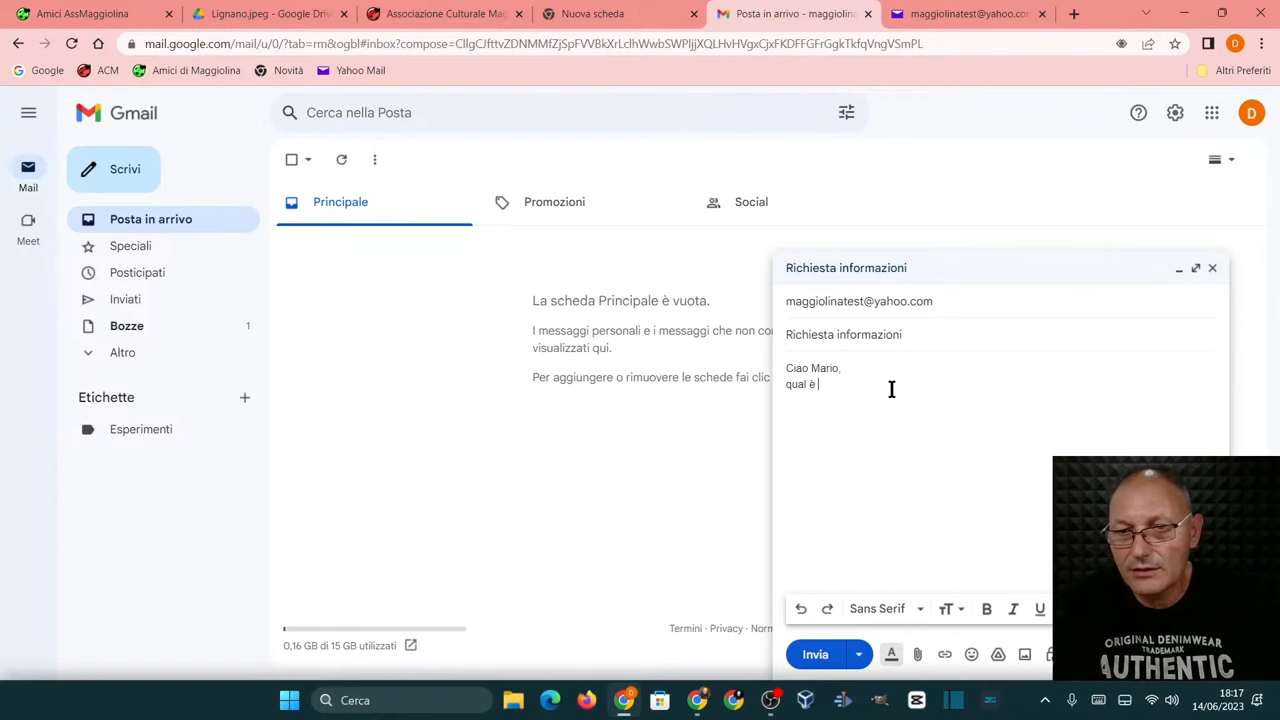 Amici AssMaggiolina
Lignano.jpeg - Google Drive
Associazione Culturale Mag
Nuova scheda
Posta in arrivo - maggiolina
maggiolinatest@yahoo.com
mail.google.com/mail/u/0/?tab=rm&ogbl#inbox?compose=CllgCJfttvZDNMMfZjSpFVVBkXrLclhWwbSWPljjXQLHvHVgxCjxFKDFFGFrGgkTkfqVngVSmPL
D
Google
ACM
Amici di Maggiolina
Novità
Yahoo Mail
Altri Preferiti
Gmail
Cerca nella Posta
D
Scrivi
Mail
Meet
Posta in arrivo
Speciali
Posticipati
Inviati
Bozze 1
Altro
Etichette
Esperimenti
Principale
Promozioni
Social
La scheda Principale è vuota.
I messaggi personali e i messaggi che non
visualizzati qui.
Per aggiungere o rimuovere le schede fai clic
0,16 GB di 15 GB utilizzati
Termini · Privacy ·
Richiesta informazioni
maggiolinatest@yahoo.com
Richiesta informazioni
Ciao Mario,
qual è
Sans Serif
B I U
Invia
ORIGINAL DENIMWEAR
TRADEMARK
AUTHENTIC
Cerca
18:17
14/06/2023